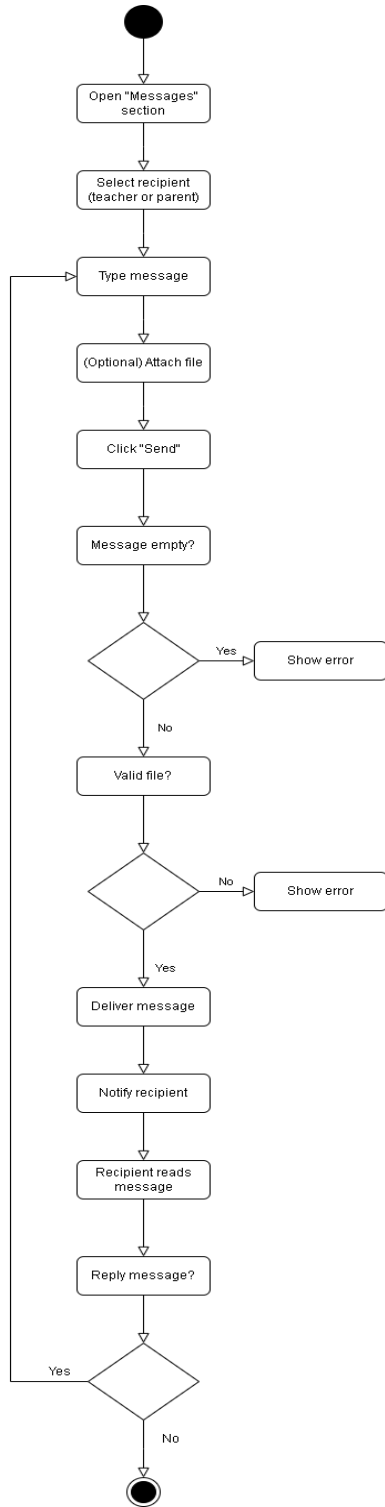 Open "Messages"
section
Select recipient
(teacher or parent)
Type message
(Optional) Attach file
Click "Send"
Message empty?
Yes
Show error
No
Valid file?
No
Show error
Yes
Deliver message
Notify recipient
Recipient reads
message
Reply message?
Yes
No